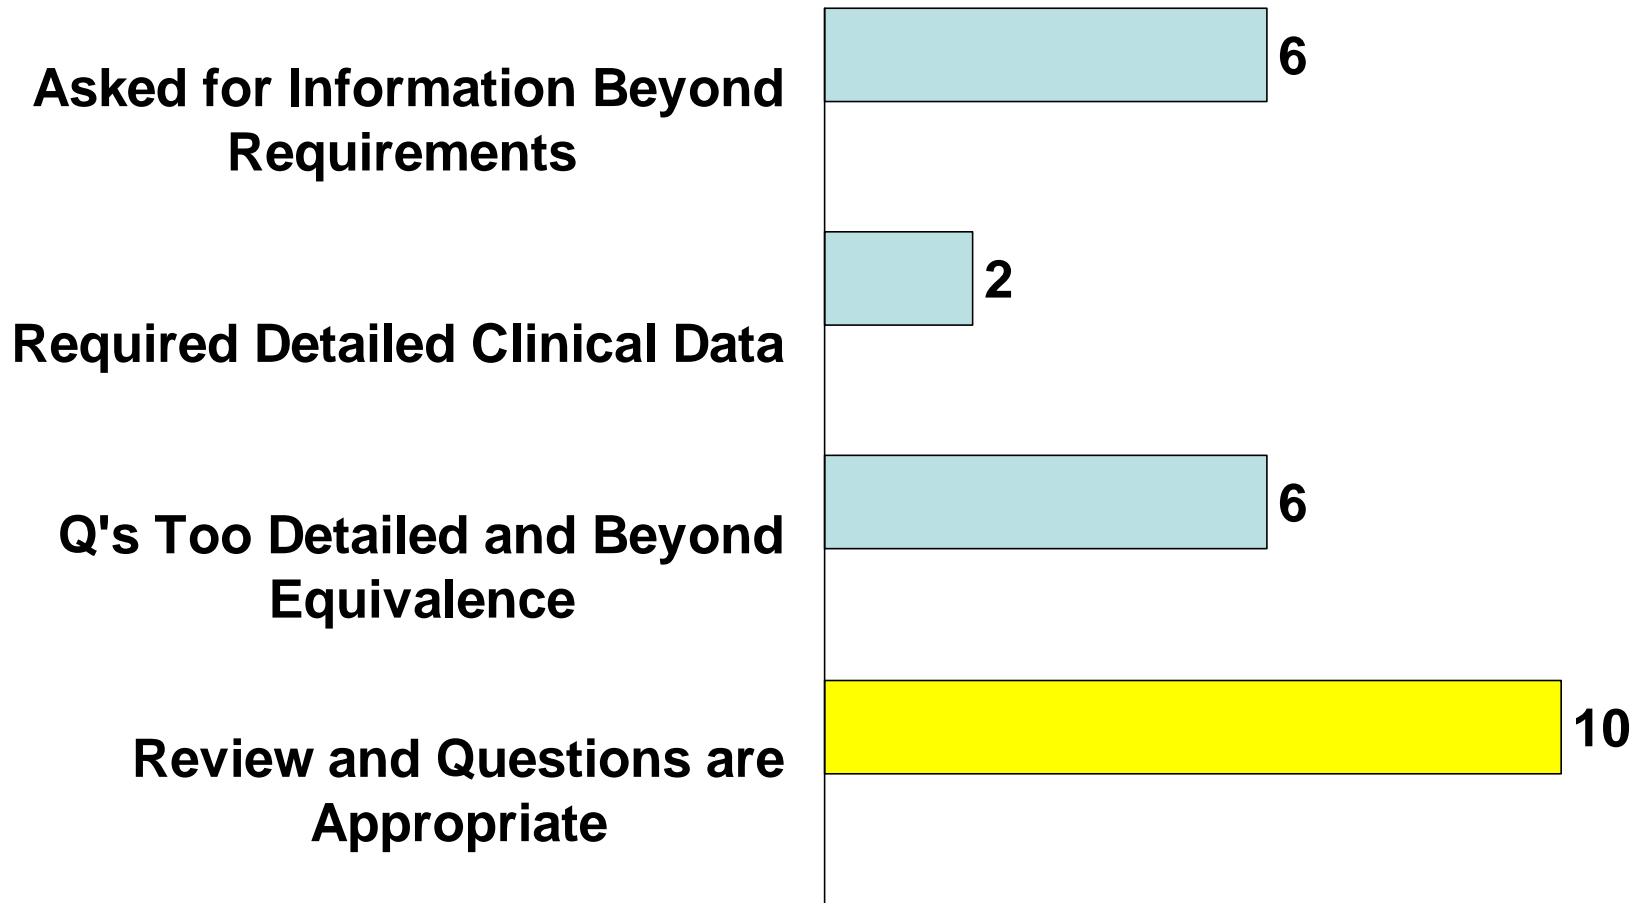 Asked for Information Beyond
Requirements
6
Required Detailed Clinical Data
2
Q's Too Detailed and Beyond
Equivalence
6
Review and Questions are
Appropriate
10